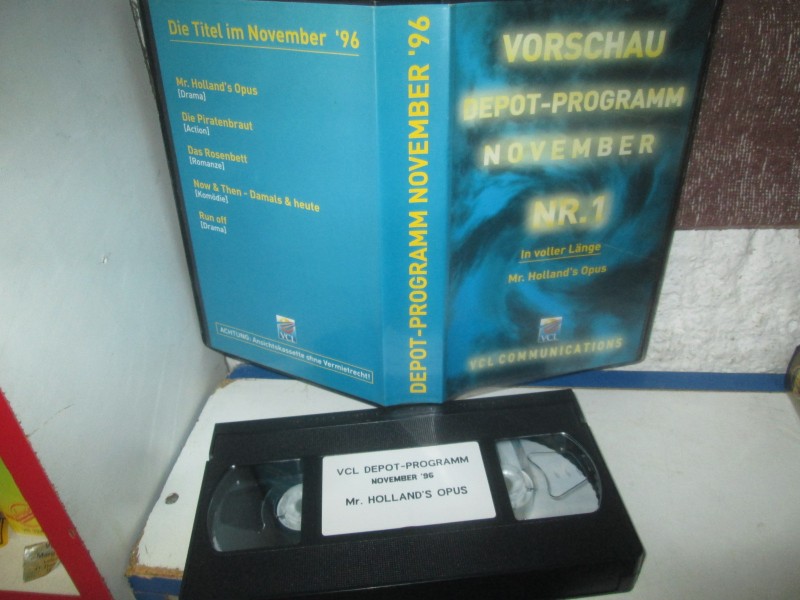 Die Titel im November '96
Mr. Holland's Opus
[Drama]
Die Piratenbraut
[Action]
Das Rosenbett
[Romanze]
Now & Then - Damals & heute
[Komödie]
Run off
[Drama]
VCL
ACHTUNG: Ansichtskassette ohne Vermietrecht!
DEPOT-PROGRAMM NOVEMBER '96
VORSCHAU
DEPOT-PROGRAMM
NOVEMBER
NR.1
In voller Länge
Mr. Holland's Opus
VCL
VCL COMMUNICATIONS
VCL DEPOT-PROGRAMM
NOVEMBER '96
Mr. HOLLAND'S OPUS